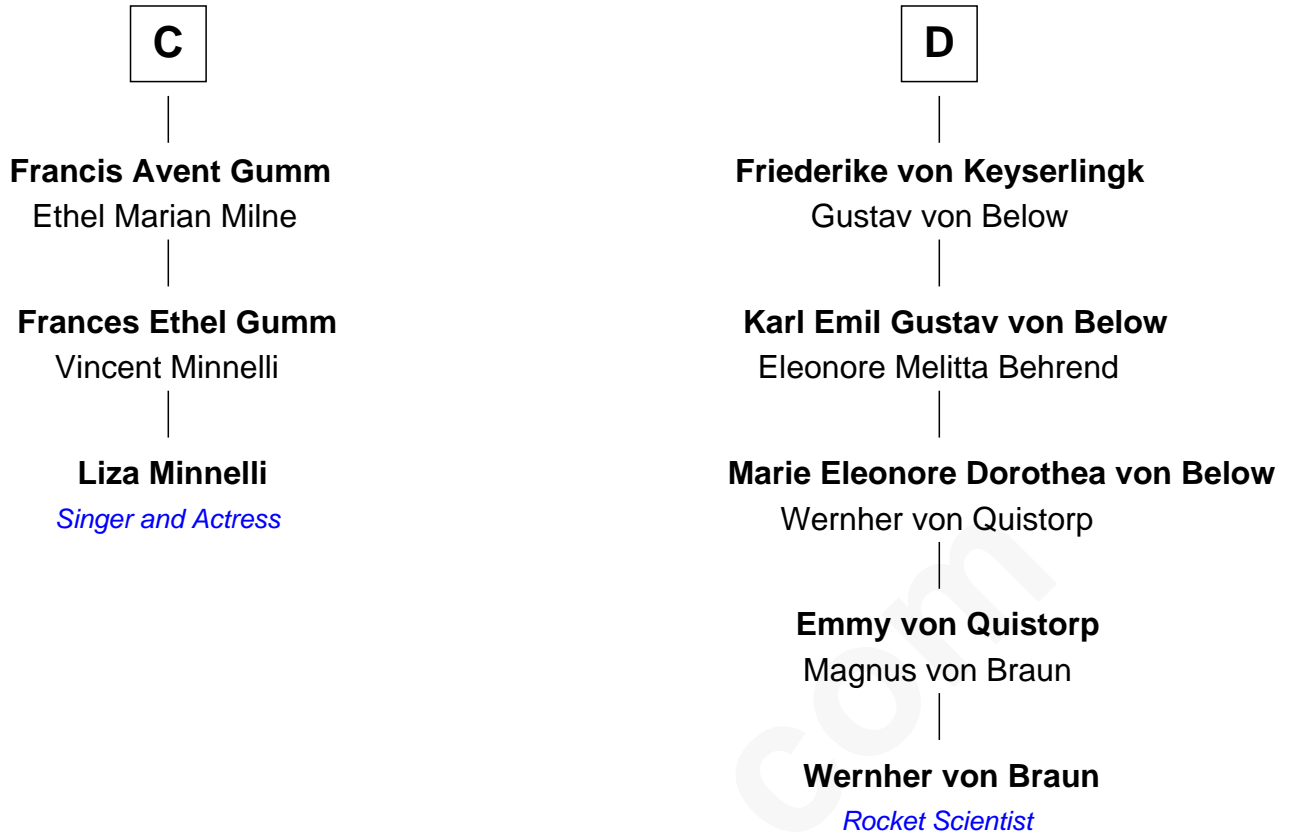 C
Francis Avent Gumm
Ethel Marian Milne
Frances Ethel Gumm
Vincent Minnelli
Liza Minnelli
Singer and Actress
D
Friederike von Keyserlingk
Gustav von Below
Karl Emil Gustav von Below
Eleonore Melitta Behrend
Marie Eleonore Dorothea von Below
Wernher von Quistorp
Emmy von Quistorp
Magnus von Braun
Wernher von Braun
Rocket Scientist
com